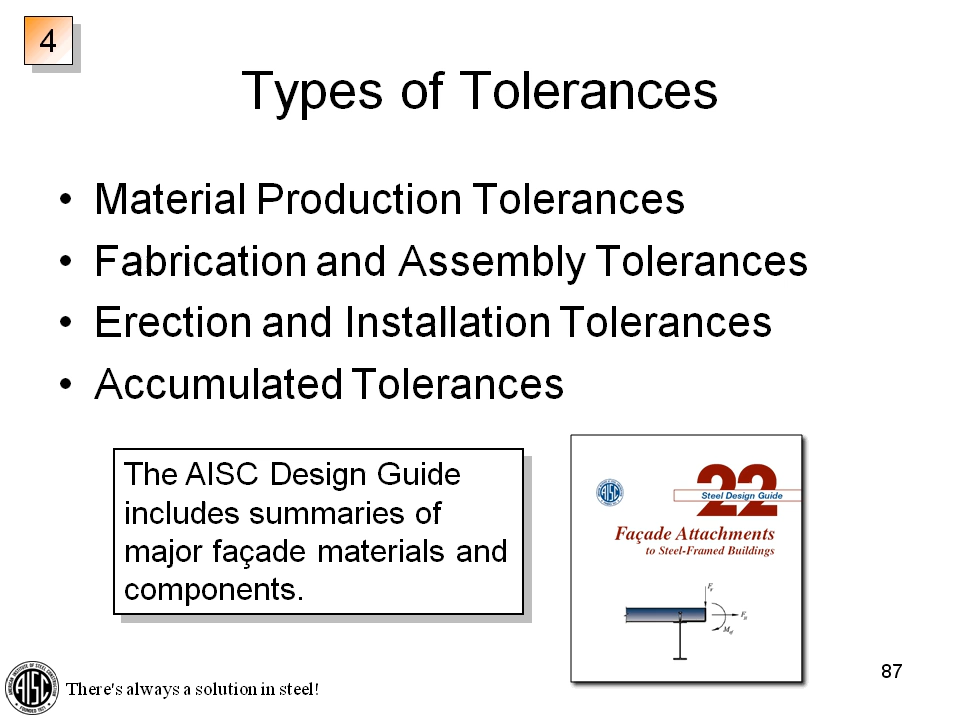 4
Types of Tolerances
• Material Production Tolerances
• Fabrication and Assembly Tolerances
• Erection and Installation Tolerances
• Accumulated Tolerances
The AISC Design Guide
includes summaries of
major façade materials and
components.
22
Steel Design Guide
Façade Attachments
to Steel-Framed Buildings
AISC
There's always a solution in steel!
87